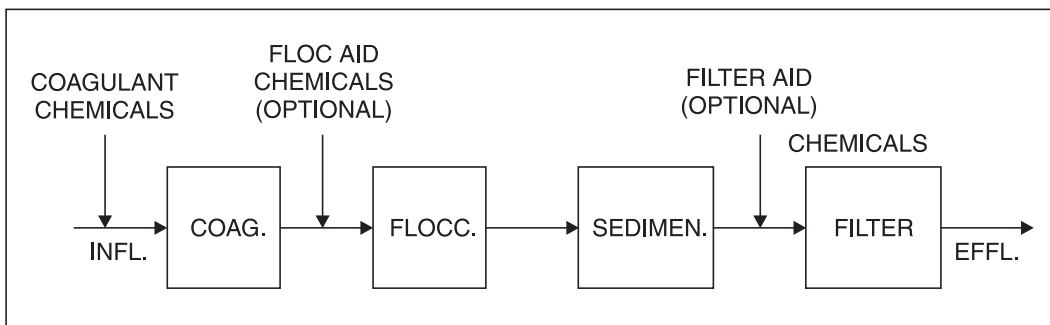 COAGULANT
CHEMICALS
FLOC AID
CHEMICALS
(OPTIONAL)
FILTER AID
(OPTIONAL)
CHEMICALS
INFL.
COAG.
FLOCC.
SEDIMEN.
FILTER
EFFL.